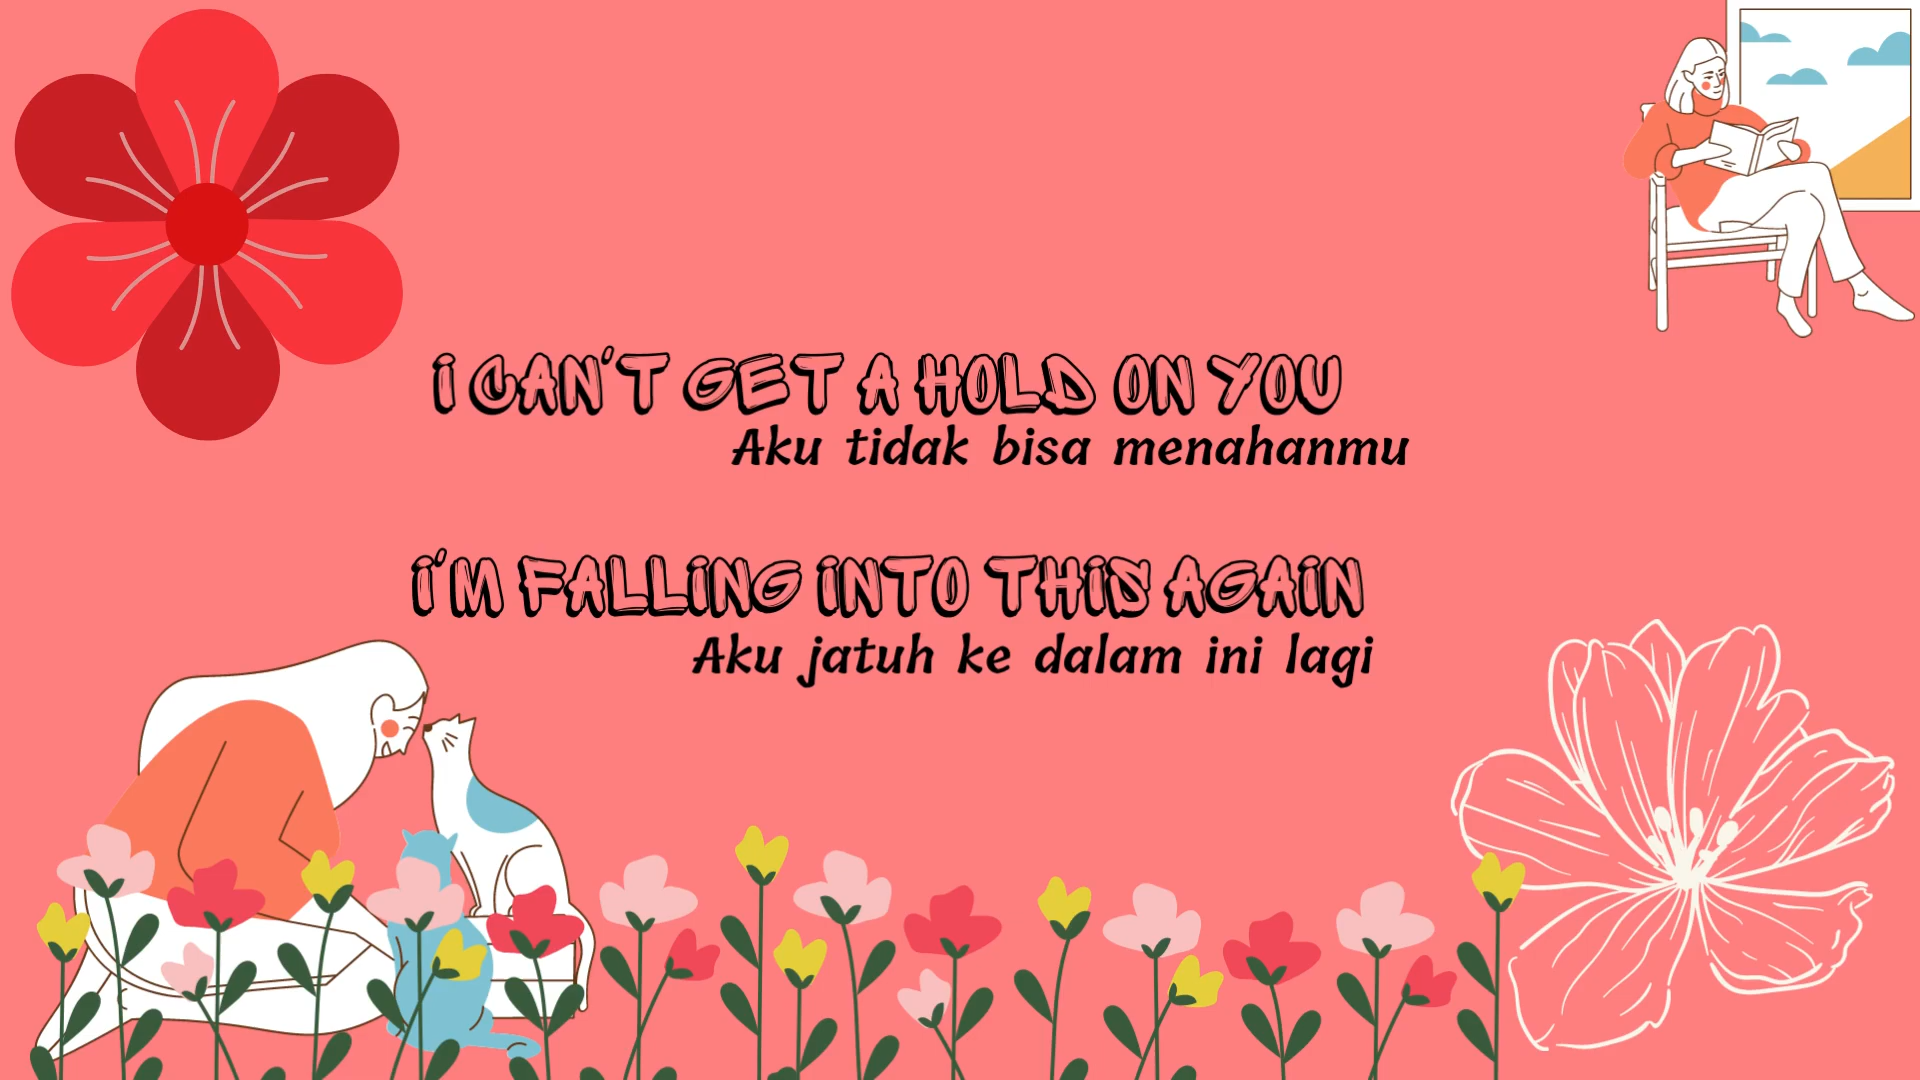 I CAN'T GET A HOLD ON YOU
Aku tidak bisa menahanmu
I'M FALLING INTO THIS AGAIN
Aku jatuh ke dalam ini lagi